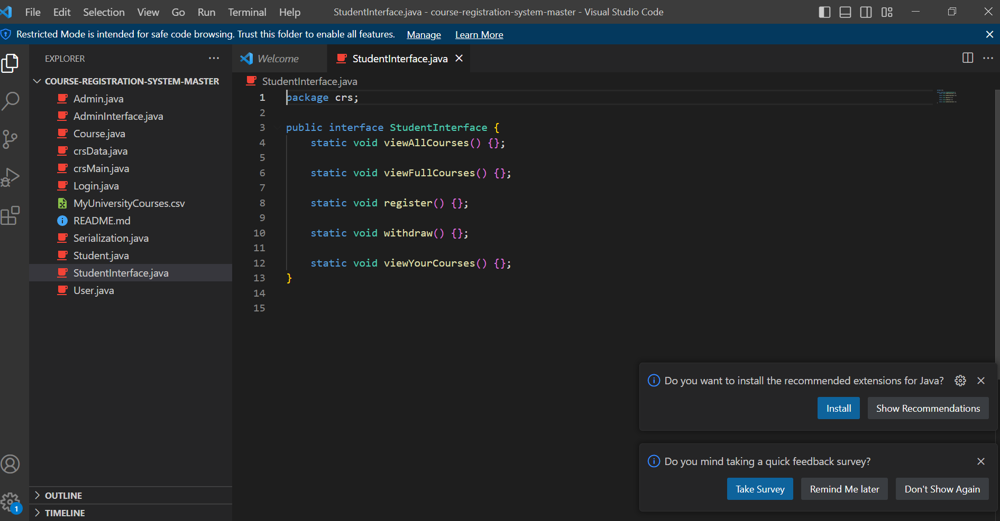 File Edit Selection View Go Run Terminal Help StudentInterface.java - course-registration-system-master - Visual Studio Code
Restricted Mode is intended for safe code browsing. Trust this folder to enable all features. Manage Learn More
EXPLORER
COURSE-REGISTRATION-SYSTEM-MASTER
Admin.java
AdminInterface.java
Course.java
crsData.java
crsMain.java
Login.java
MyUniversityCourses.csv
README.md
Serialization.java
Student.java
StudentInterface.java
User.java
OUTLINE
TIMELINE
1
Welcome StudentInterface.java
StudentInterface.java
1 package crs;
2
3 public interface StudentInterface {
4 static void viewAllCourses() {};
5
6 static void viewFullCourses() {};
7
8 static void register() {};
9
10 static void withdraw() {};
11
12 static void viewYourCourses() {};
13 }
14
15
Do you want to install the recommended extensions for Java?
Install Show Recommendations
Do you mind taking a quick feedback survey?
Take Survey Remind Me later Don't Show Again